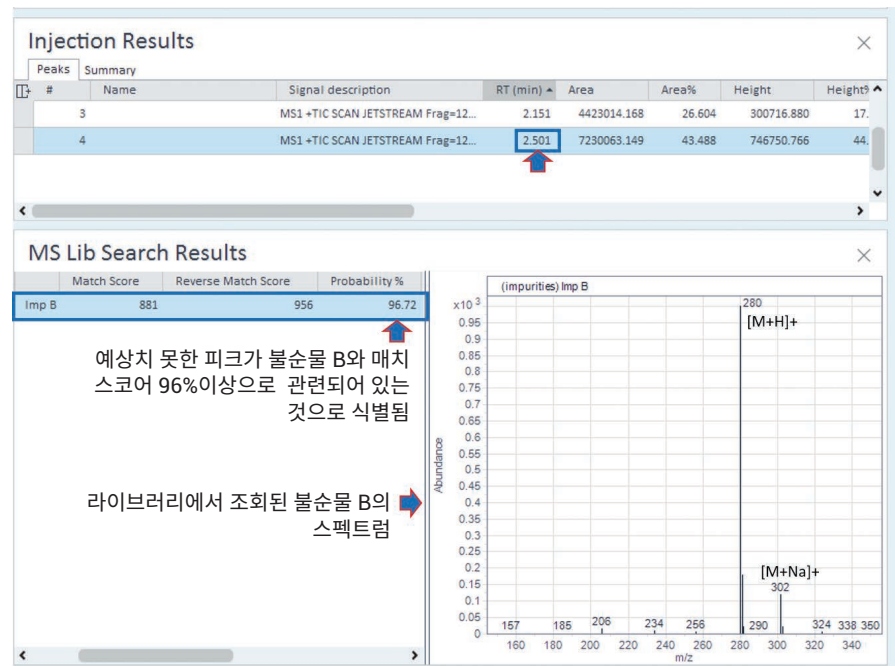 Injection Results
Peaks Summary
# Name Signal description RT (min) Area Area% Height Height%
3 MS1 +TIC SCAN JETSTREAM Frag=12... 2.151 4423014.168 26.604 300716.880 17.
4 MS1 +TIC SCAN JETSTREAM Frag=12... 2.501 7230063.149 43.488 746750.766 44.
MS Lib Search Results
Match Score Reverse Match Score Probability %
Imp B 881 956 96.72
예상치 못한 피크가 불순물 B와 매치
스코어 96%이상으로 관련되어 있는
것으로 식별됨
라이브러리에서 조회된 불순물 B의
스펙트럼
(impurities) Imp B
x10 3
0.95
0.9
0.85
0.8
0.75
0.7
0.65
0.6
0.55
0.5
0.45
0.4
0.35
0.3
0.25
0.2
0.15
0.1
0.05
0
Abundance
280
[M+H]+
[M+Na]+
302
157 185 206 234 256 290 324 338 350
160 180 200 220 240 260 280 300 320 340
m/z